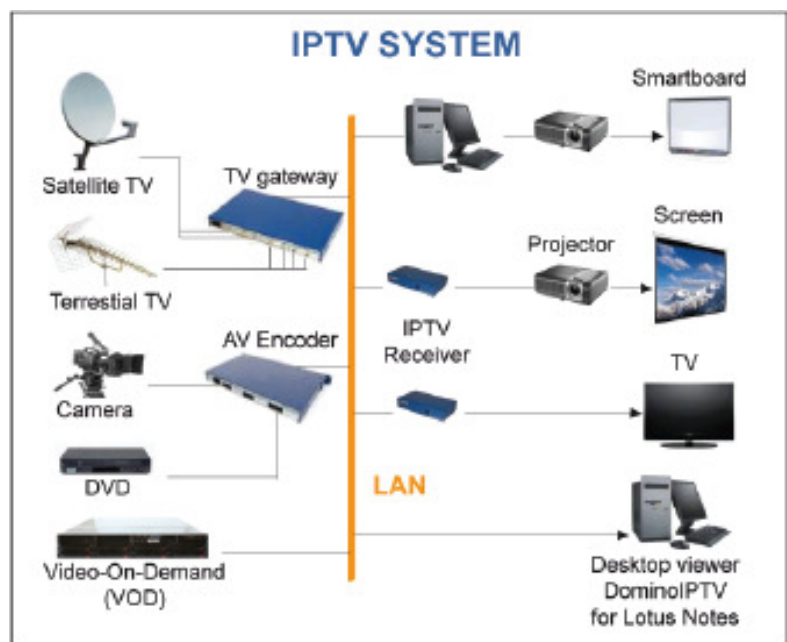 IPTV SYSTEM
Smartboard
Satellite TV
TV gateway
Screen
Projector
Terrestial TV
IPTV
Receiver
AV Encoder
TV
Camera
DVD
LAN
Video-On-Demand
(VOD)
Desktop viewer
DominoIPTV
for Lotus Notes